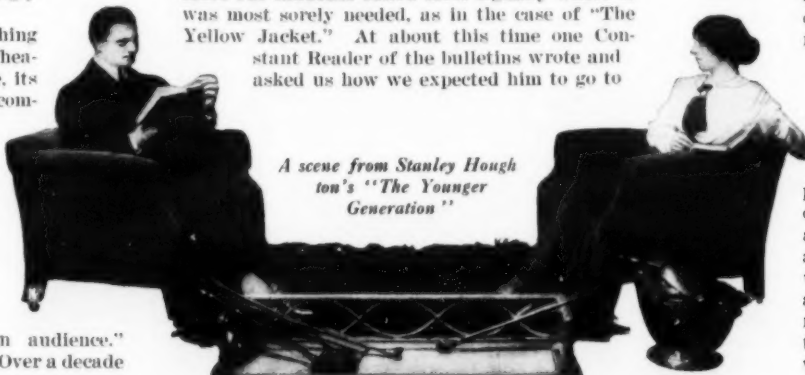 was most sorely needed, as in the case of "The
Yellow Jacket." At about this time one Con-
stant Reader of the bulletins wrote and
asked us how we expected him to go to
hing
hea-
, its
com-
A scene from Stanley Hough
ton's "The Younger
Generation"
n audience."
Over a decade